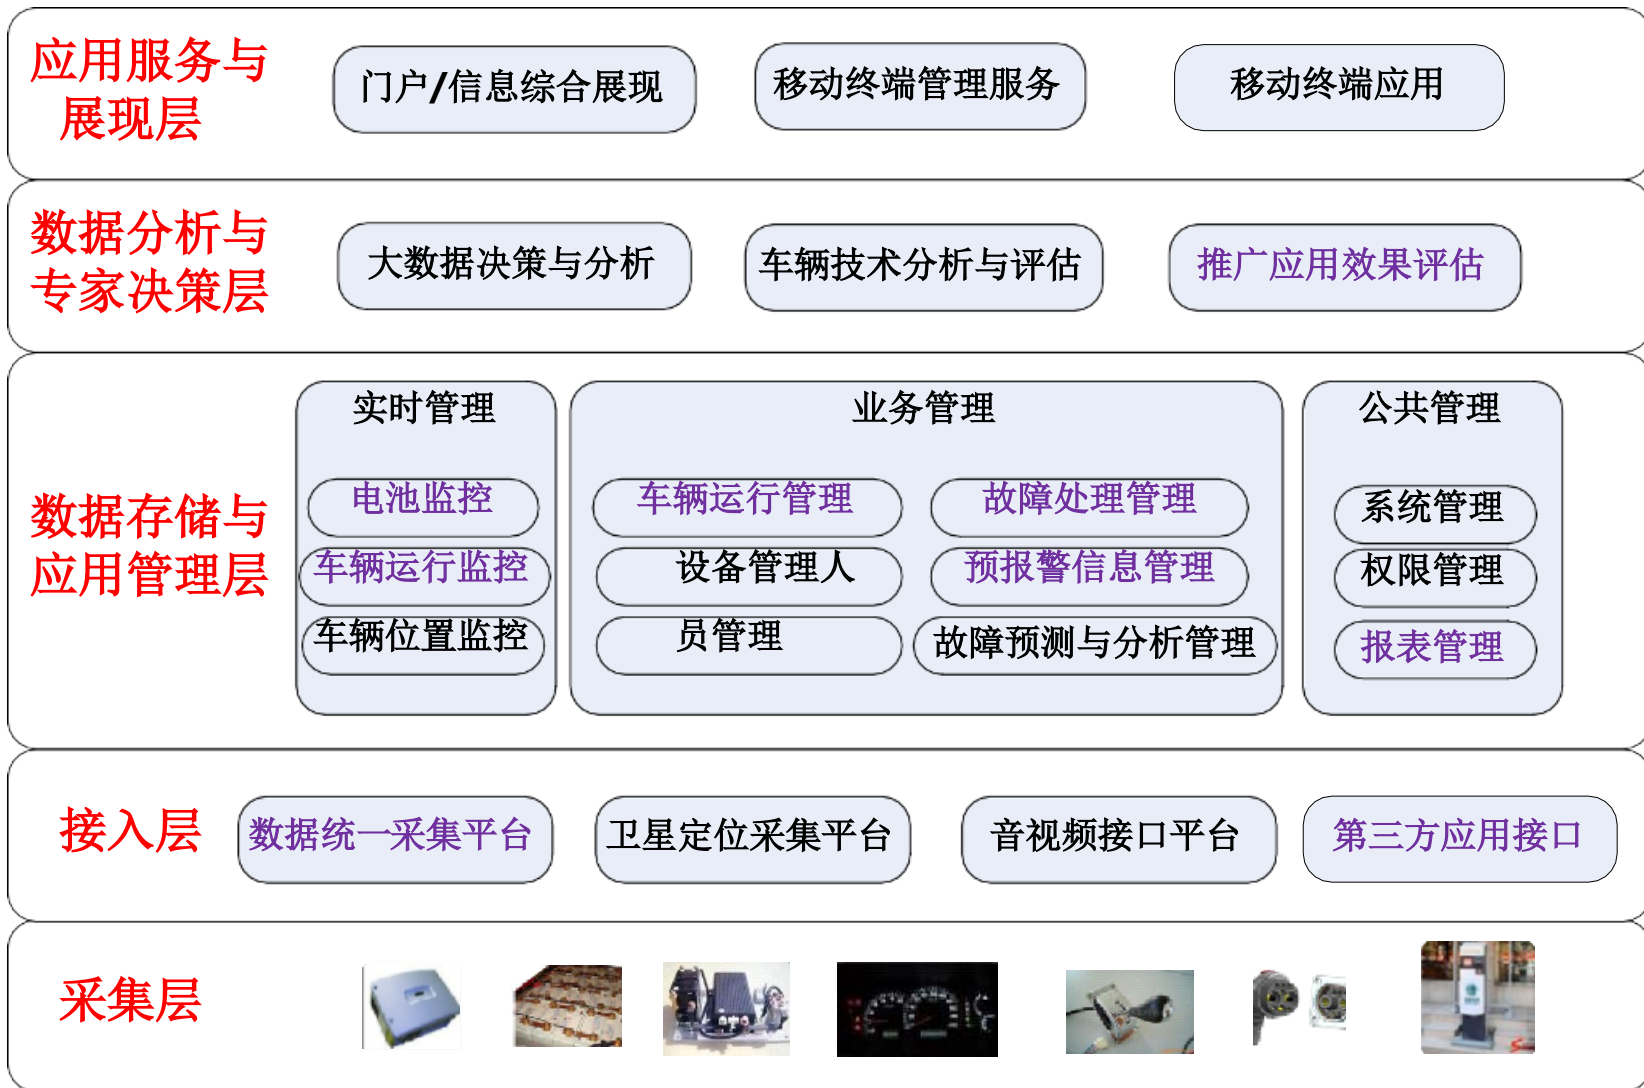 应用服务与
展现层
门户/信息综合展现
移动终端管理服务
移动终端应用
数据分析与
专家决策层
大数据决策与分析
车辆技术分析与评估
推广应用效果评估
数据存储与
应用管理层
实时管理
电池监控
车辆运行监控
车辆位置监控
业务管理
车辆运行管理
设备管理人
员管理
故障处理管理
预报警信息管理
故障预测与分析管理
公共管理
系统管理
权限管理
报表管理
接入层
数据统一采集平台
卫星定位采集平台
音视频接口平台
第三方应用接口
采集层